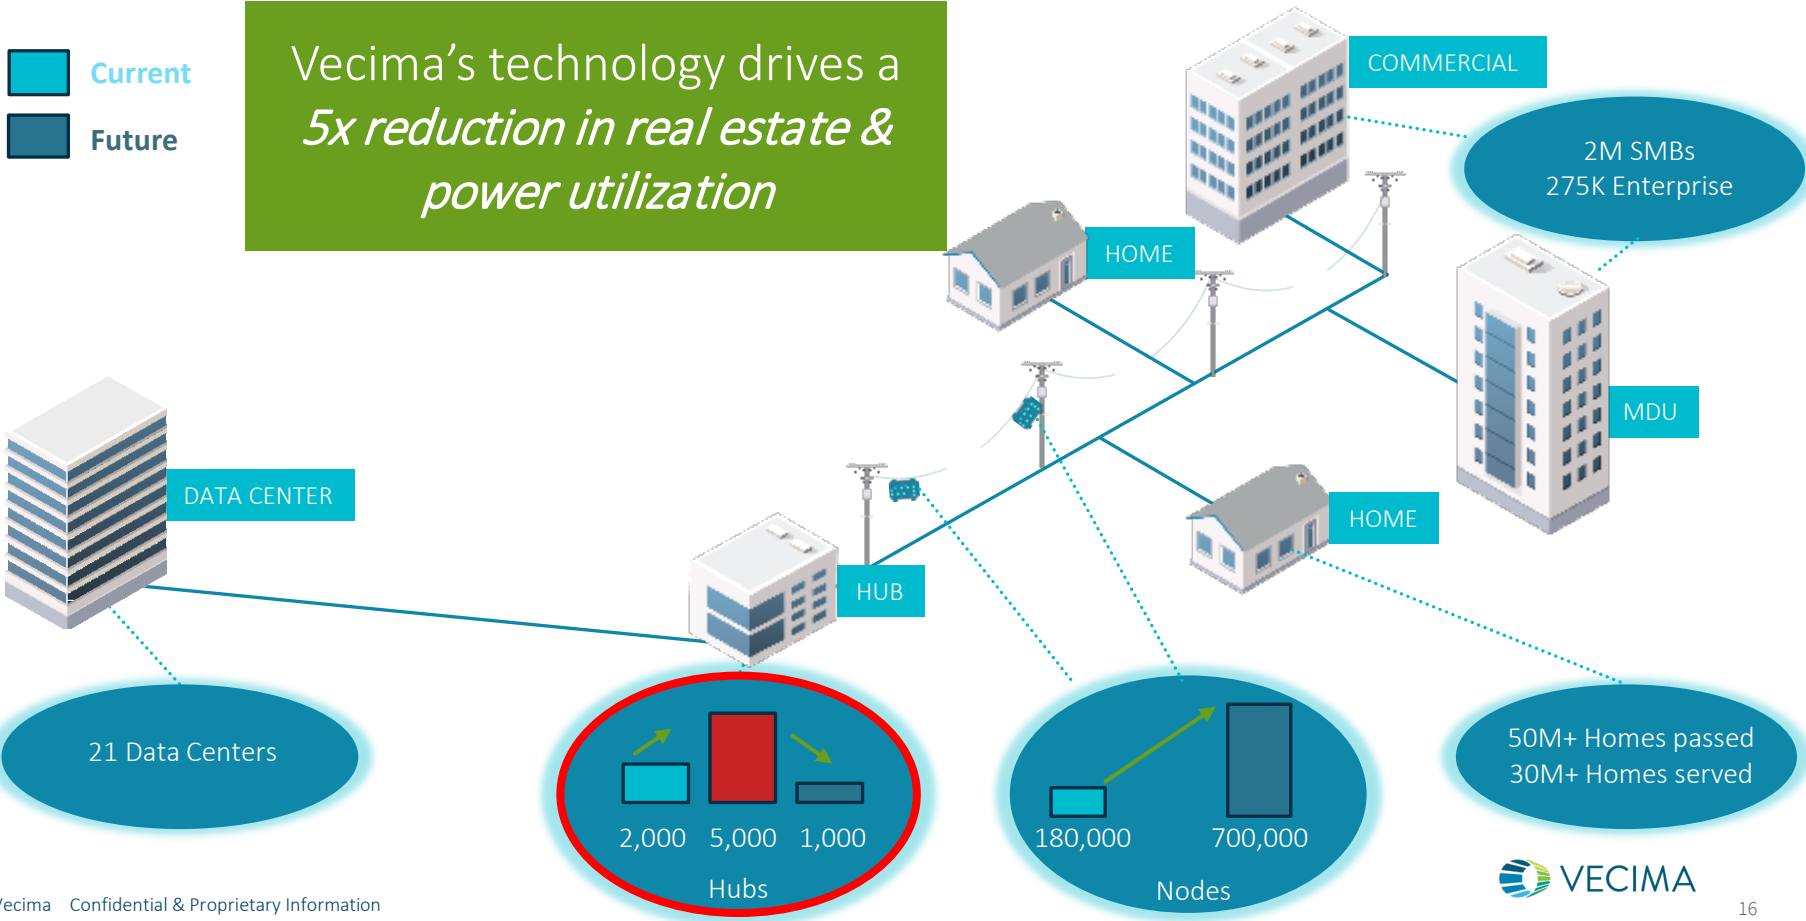 Current
Future
Vecima’s technology drives a
5x reduction in real estate &
power utilization
COMMERCIAL
2M SMBs
275K Enterprise
HOME
MDU
DATA CENTER
HOME
HUB
21 Data Centers
2,000 5,000 1,000
Hubs
180,000 700,000
Nodes
50M+ Homes passed
30M+ Homes served
VECIMA
Vecima Confidential & Proprietary Information
16